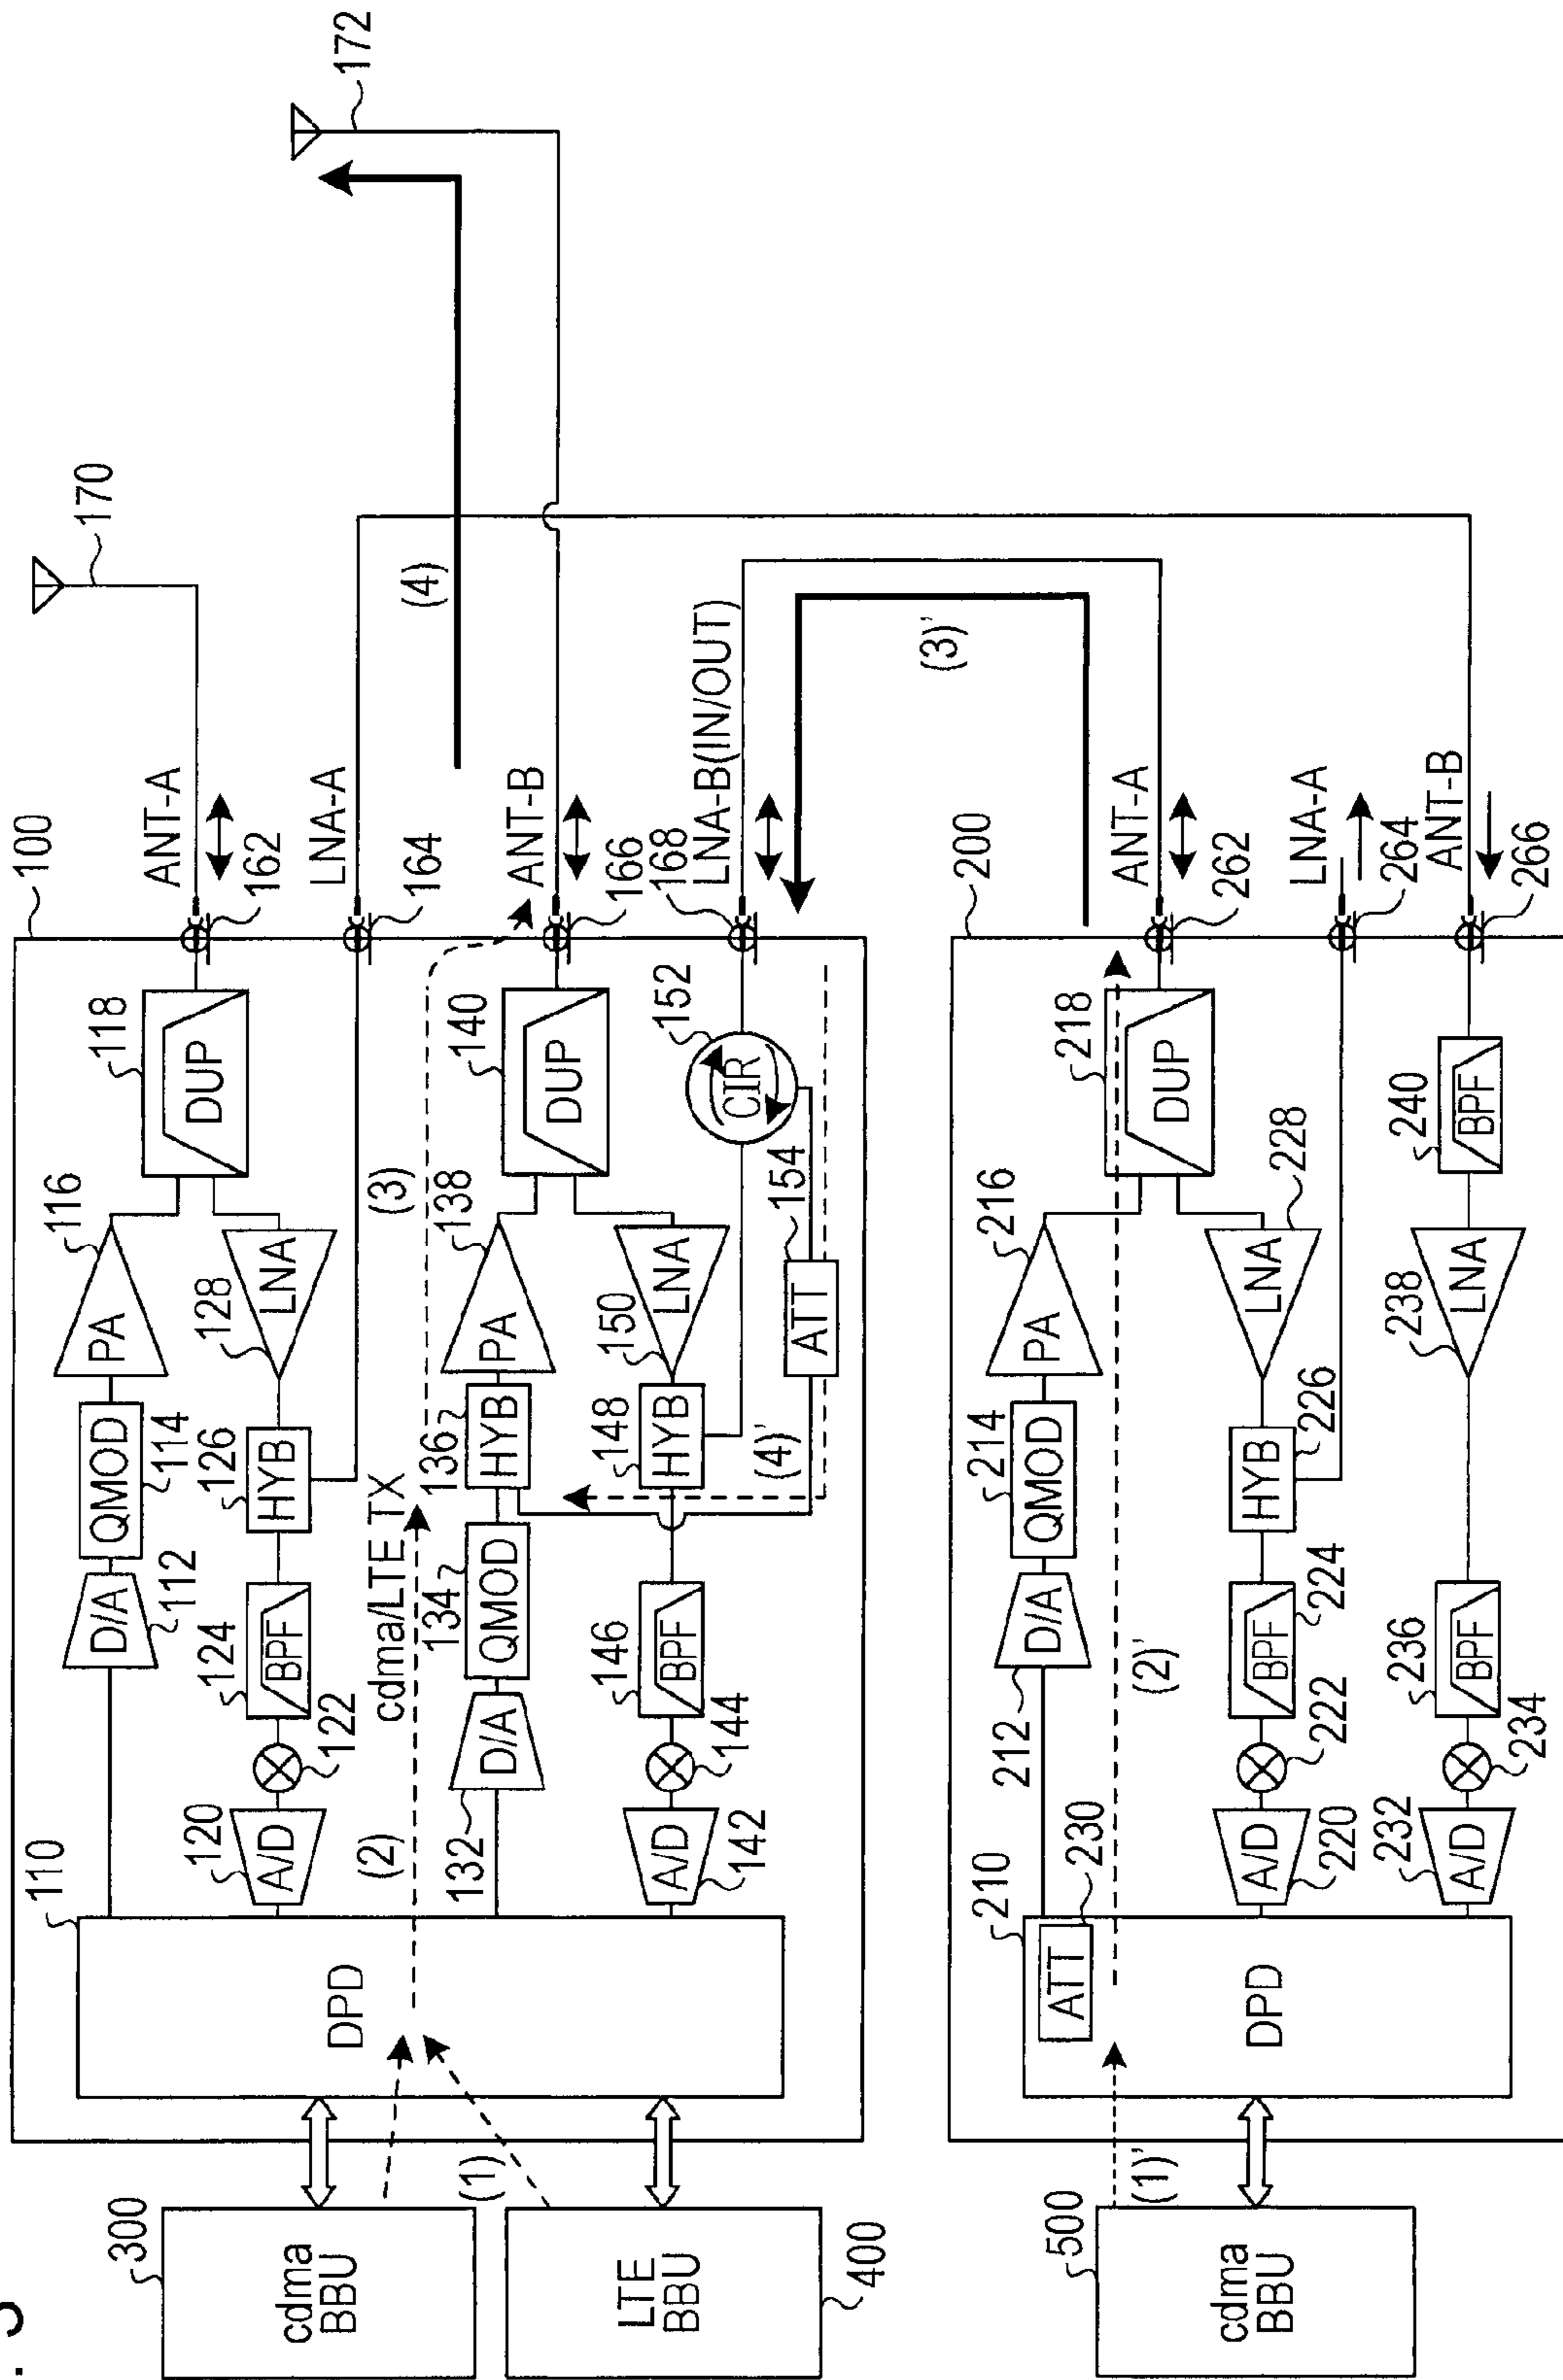 300
cdma
BBU
(1)
LTE
BBU
400
500
cdma
BBU
(1)'
100
110
DPD
D/A
112
QMOD
114
PA
116
DUP
118
A/D
120
122
BPF
124
HYB
126
LNA
128
(2)
cdma/LTE TX
(3)
132
D/A
134
QMOD
136
HYB
138
PA
140
DUP
A/D
142
144
146
BPF
148
HYB
150
LNA
152
CIR
154
ATT
(4)'
ANT-A
162
LNA-A
164
ANT-B
166
168
LNA-B(IN/OUT)
170
172
(4)
(3)'
200
210
DPD
ATT
230
212
D/A
214
QMOD
216
PA
218
DUP
(2)'
A/D
220
222
BPF
224
HYB
226
LNA
228
232
A/D
234
236
BPF
238
LNA
240
BPF
ANT-A
262
LNA-A
264
ANT-B
266